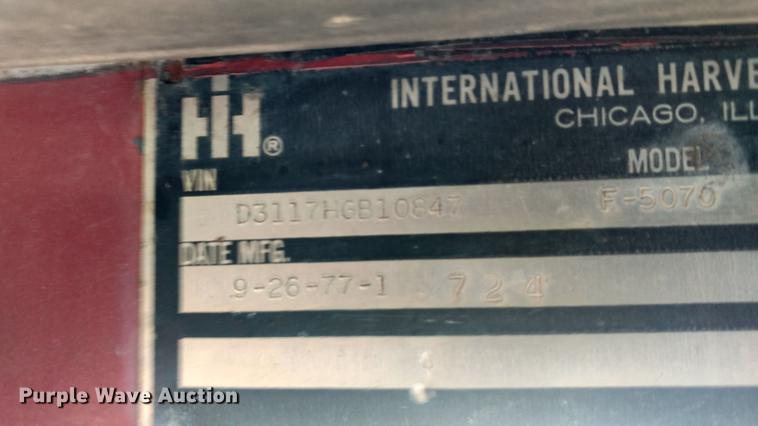 INTERNATIONAL HARVE
CHICAGO, ILL
IH®
VIN
MODEL
D3117HGB10847
F-5070
DATE MFG.
9-26-77-1 724
Purple Wave Auction